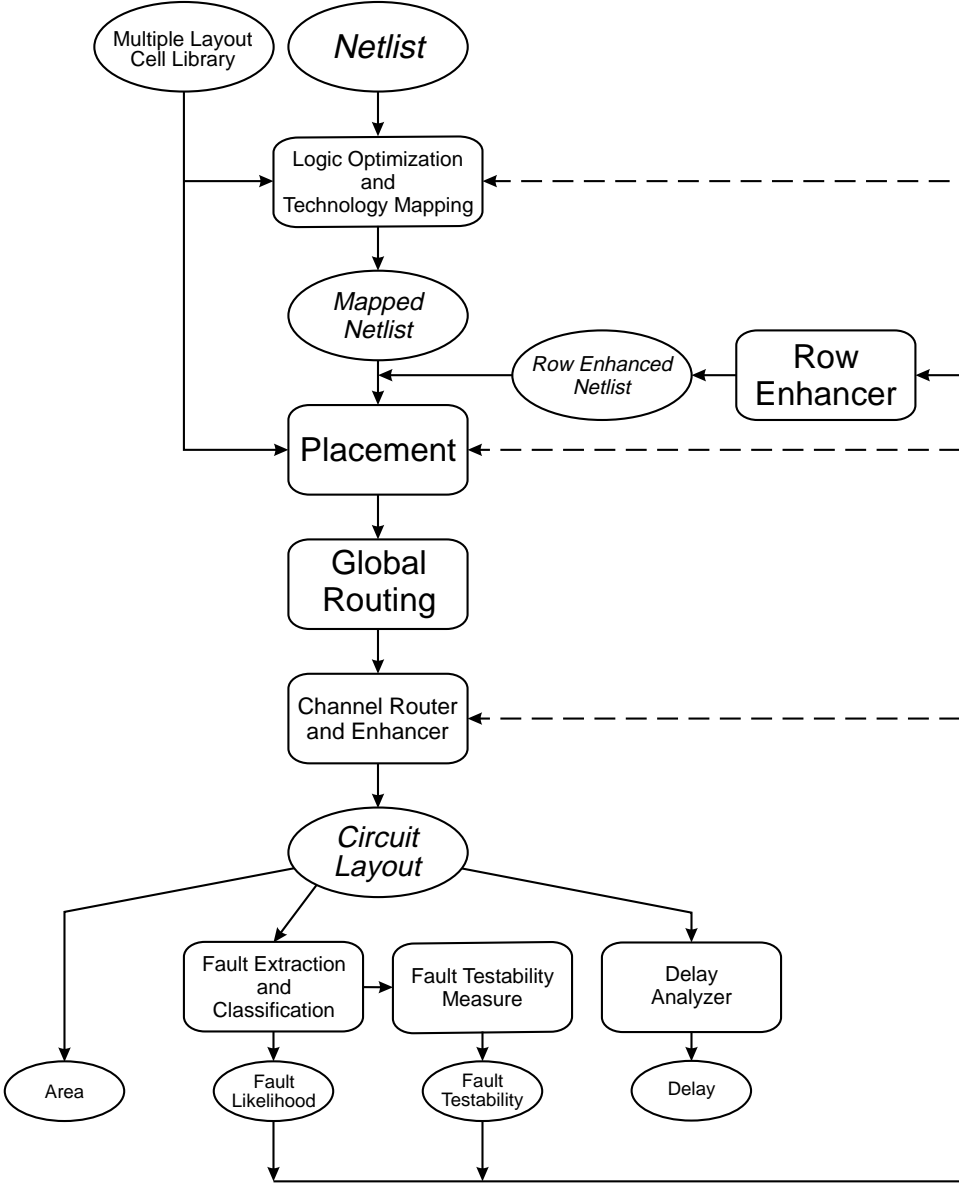 Multiple Layout
Cell Library
Netlist
Logic Optimization
and
Technology Mapping
Mapped
Netlist
Row Enhanced
Netlist
Row
Enhancer
Placement
Global
Routing
Channel Router
and Enhancer
Circuit
Layout
Fault Extraction
and
Classification
Fault Testability
Measure
Delay
Analyzer
Area
Fault
Likelihood
Fault
Testability
Delay